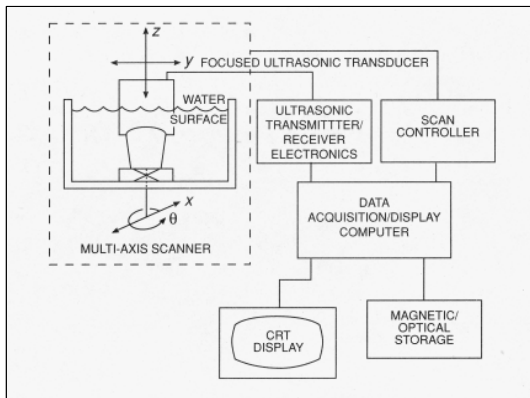 z
y
FOCUSED ULTRASONIC TRANSDUCER
WATER
SURFACE
ULTRASONIC
TRANSMITTTER/
RECEIVER
ELECTRONICS
SCAN
CONTROLLER
x
θ
MULTI-AXIS SCANNER
DATA
ACQUISITION/DISPLAY
COMPUTER
CRT
DISPLAY
MAGNETIC/
OPTICAL
STORAGE